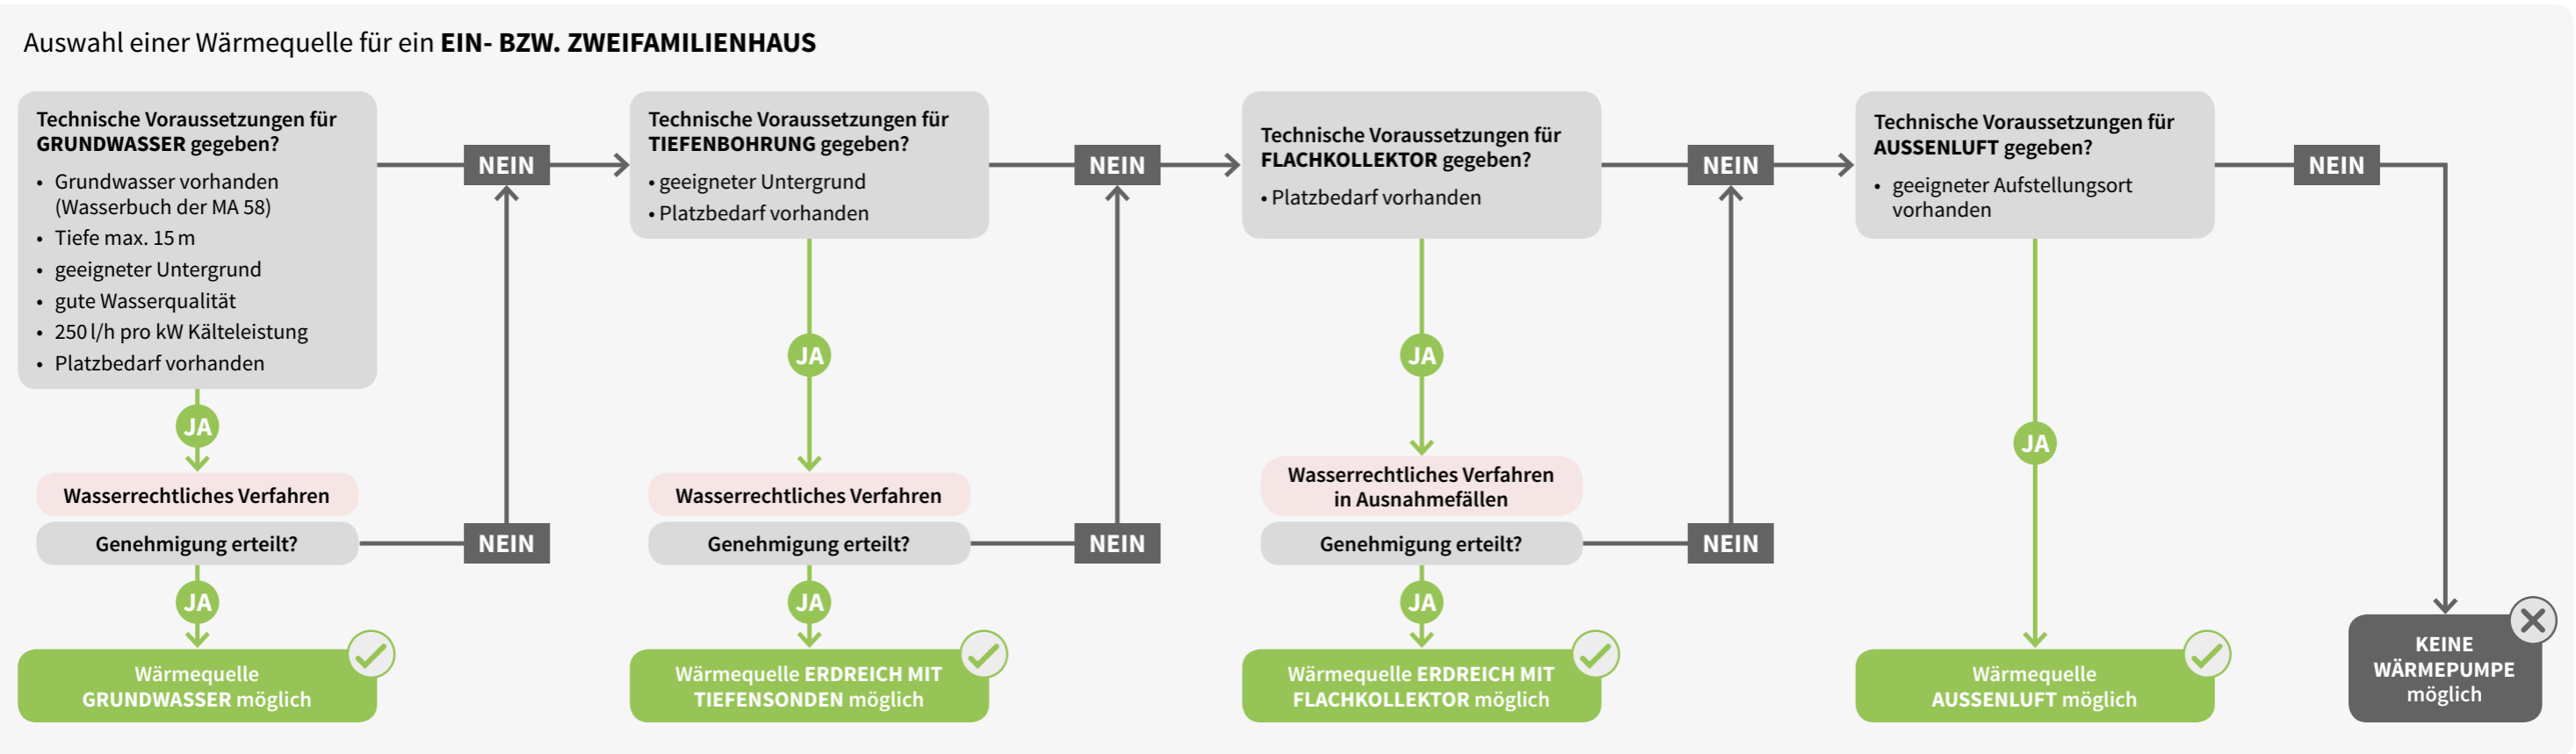 Auswahl einer Wärmequelle für ein EIN- BZW. ZWEIFAMILIENHAUS
Technische Voraussetzungen für
GRUNDWASSER gegeben?
• Grundwasser vorhanden
(Wasserbuch der MA 58)
• Tiefe max. 15 m
• geeigneter Untergrund
• gute Wasserqualität
• 250 l/h pro kW Kälteleistung
• Platzbedarf vorhanden
NEIN
JA
Wasserrechtliches Verfahren
Genehmigung erteilt?
NEIN
JA
Wärmequelle
GRUNDWASSER möglich
Technische Voraussetzungen für
TIEFENBOHRUNG gegeben?
• geeigneter Untergrund
• Platzbedarf vorhanden
NEIN
JA
Wasserrechtliches Verfahren
Genehmigung erteilt?
NEIN
JA
Wärmequelle ERDREICH MIT
TIEFENSONDEN möglich
Technische Voraussetzungen für
FLACHKOLLEKTOR gegeben?
• Platzbedarf vorhanden
NEIN
JA
Wasserrechtliches Verfahren
in Ausnahmefällen
Genehmigung erteilt?
NEIN
JA
Wärmequelle ERDREICH MIT
FLACHKOLLEKTOR möglich
Technische Voraussetzungen für
AUSSENLUFT gegeben?
• geeigneter Aufstellungsort
vorhanden
NEIN
JA
Wärmequelle
AUSSENLUFT möglich
KEINE
WÄRMEPUMPE
möglich